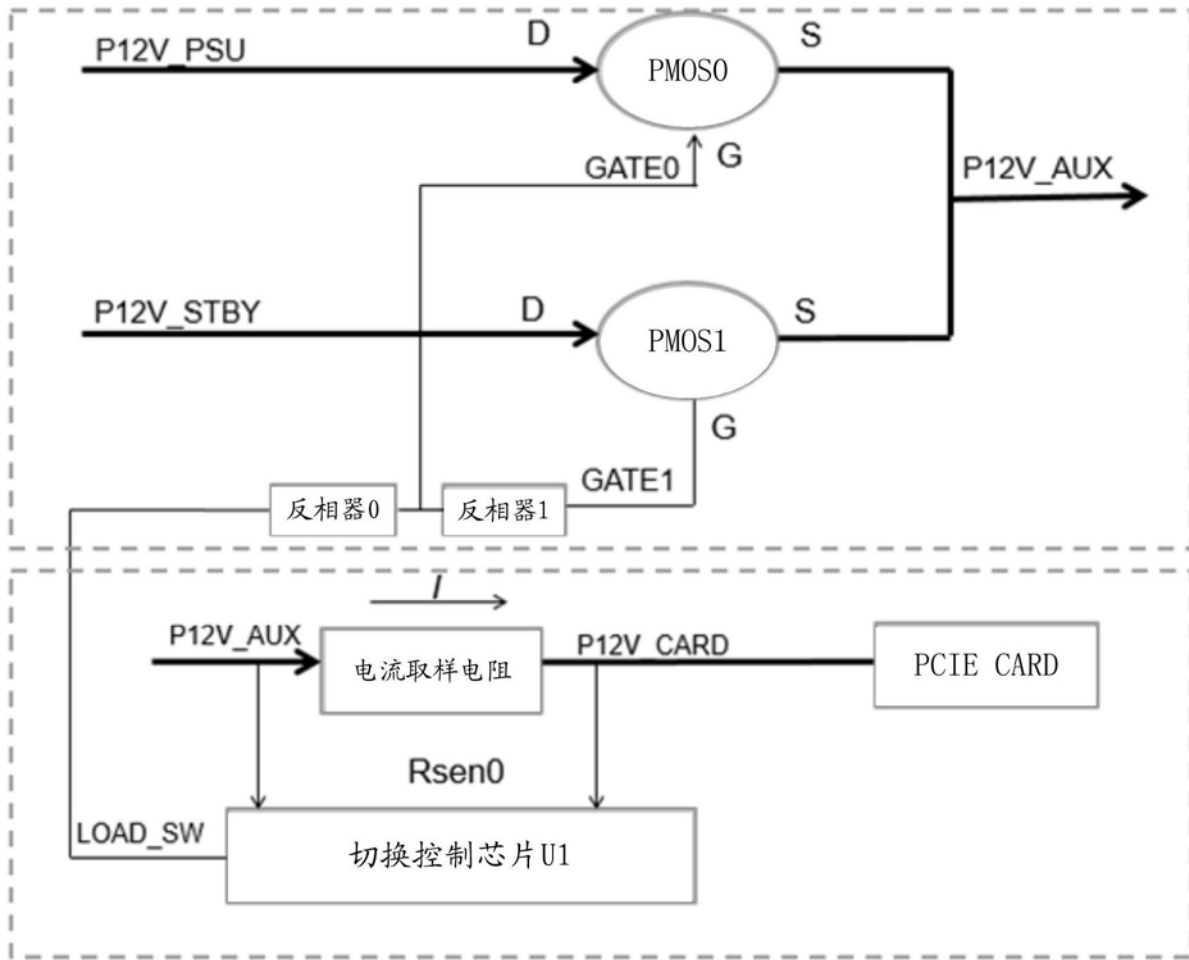 P12V_PSU
D
PMOS0
S
GATE0
G
P12V_AUX
P12V_STBY
D
PMOS1
S
G
GATE1
反相器0
反相器1
I
P12V_AUX
电流取样电阻
P12V_CARD
PCIE CARD
Rsen0
LOAD_SW
切换控制芯片U1